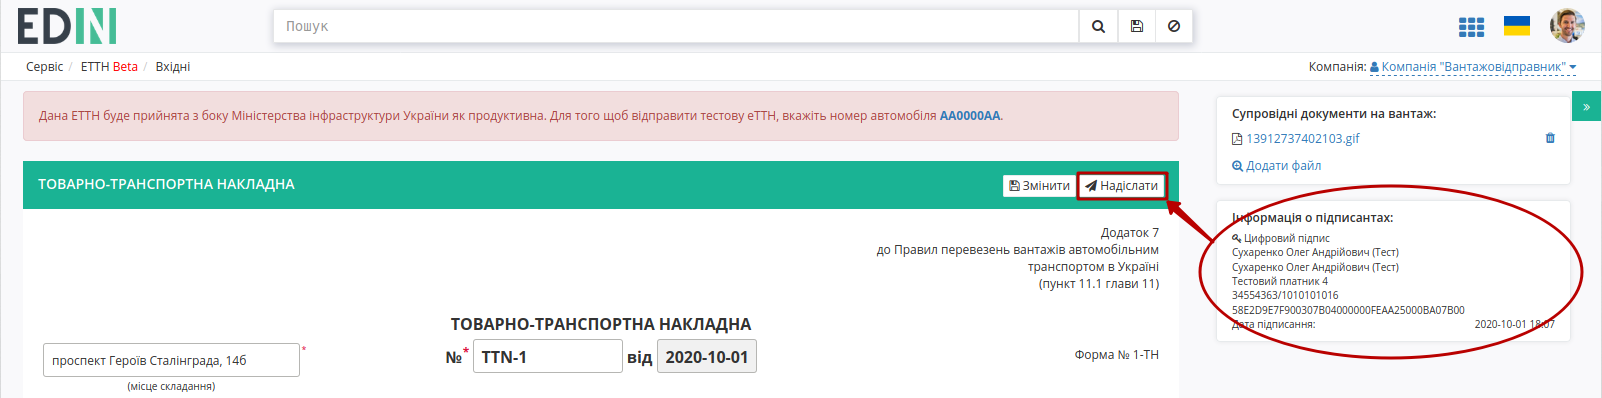 EDIN
Пошук
Сервіс / ЕТТН Beta / Вхідні
Компанія: Компанія "Вантажовідправник"
Дана ЕТТН буде прийнята з боку Міністерства інфраструктури України як продуктивна. Для того щоб відправити тестову еТТН, вкажіть номер автомобіля АА0000АА.
ТОВАРНО-ТРАНСПОРТНА НАКЛАДНА
Змінити
Надіслати
Додаток 7
до Правил перевезень вантажів автомобільним
транспортом в Україні
(пункт 11.1 глави 11)
ТОВАРНО-ТРАНСПОРТНА НАКЛАДНА
№* TTN-1 від 2020-10-01
Форма № 1-ТН
проспект Героїв Сталінграда, 14б *
(місце складання)
»
Супровідні документи на вантаж:
13912737402103.gif
Додати файл
Інформація о підписантах:
Цифровий підпис
Сухаренко Олег Андрійович (Тест)
Сухаренко Олег Андрійович (Тест)
Тестовий платник 4
34554363/1010101016
58E2D9E7F900307B04000000FEAA25000BA07B00
Дата підписання: 2020-10-01 18:07